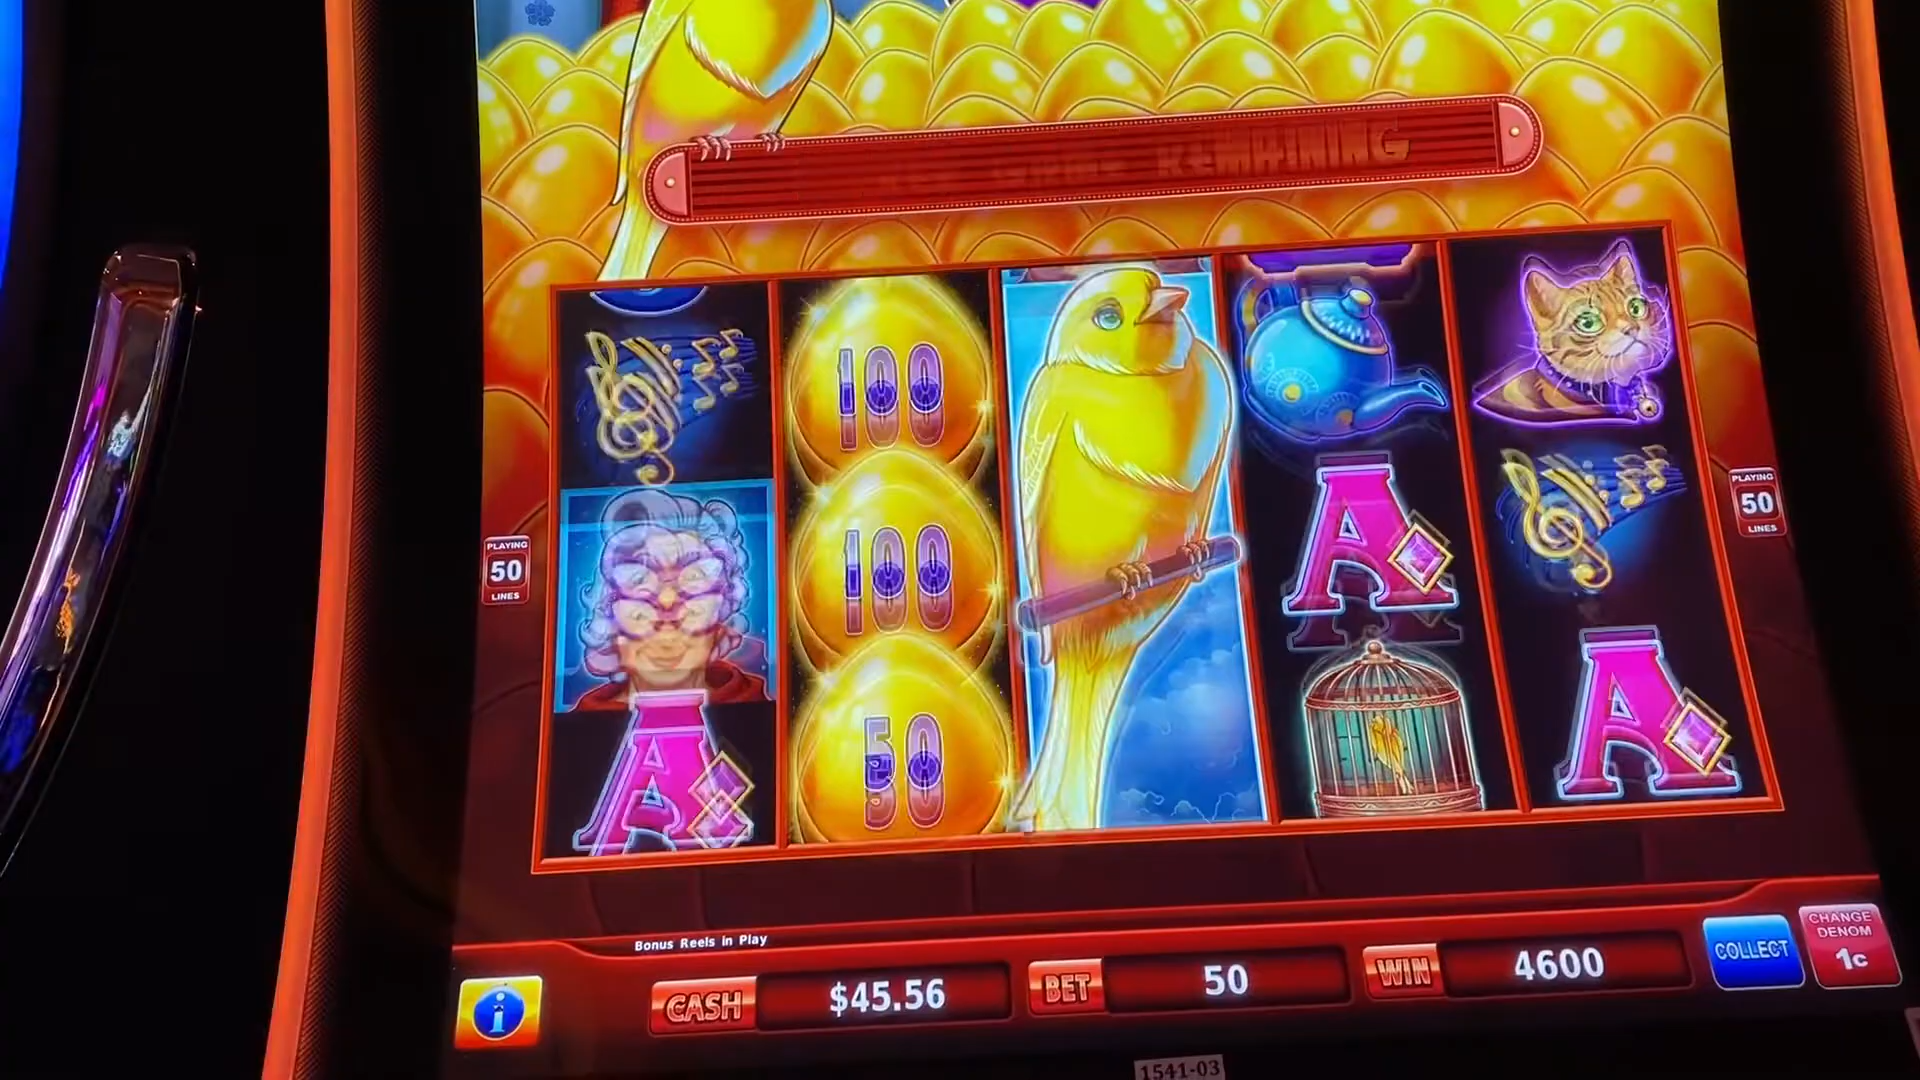 REMAINING
100
100
50
A
A
A
PLAYING
50
LINES
PLAYING
50
LINES
Bonus Reels in Play
i
CASH
$45.56
BET
50
WIN
4600
COLLECT
CHANGE
DENOM
1c
1541-03